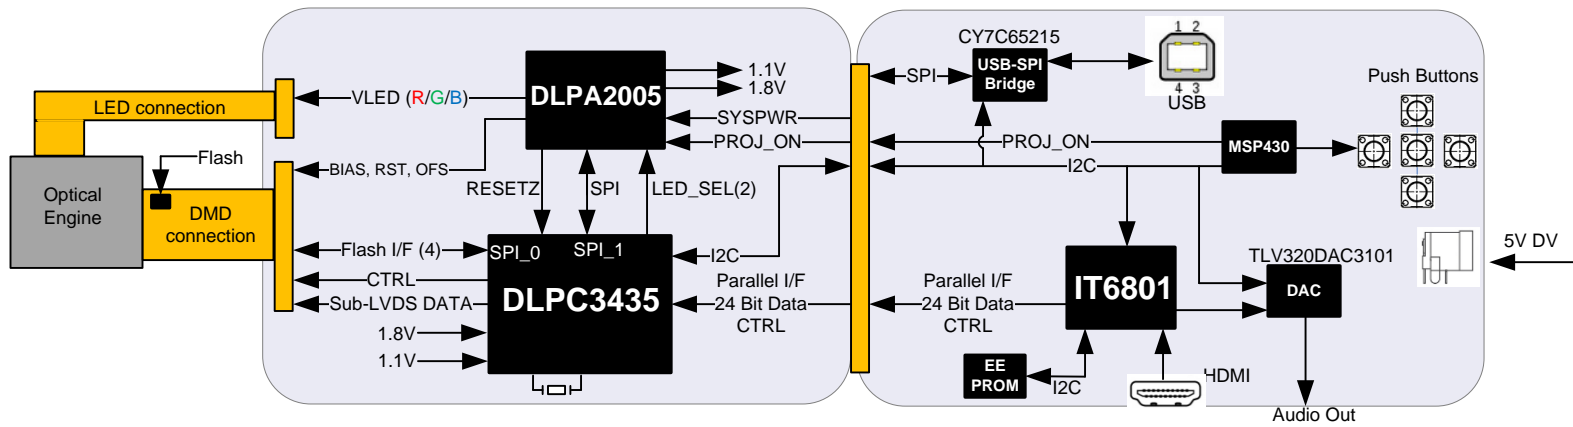 LED connection
Optical
Engine
Flash
DMD
connection
VLED (R/G/B)
BIAS, RST, OFS
DLPA2005
1.1V
1.8V
SYSPWR
PROJ_ON
RESETZ
SPI
LED_SEL(2)
Flash I/F (4)
CTRL
Sub-LVDS DATA
1.8V
1.1V
SPI_0
SPI_1
DLPC3435
I2C
Parallel I/F
24 Bit Data
CTRL
SPI
CY7C65215
USB-SPI
Bridge
1 2
4 3
USB
PROJ_ON
MSP430
I2C
Push Buttons
Parallel I/F
24 Bit Data
CTRL
IT6801
TLV320DAC3101
DAC
5V DV
EE
PROM
I2C
HDMI
Audio Out